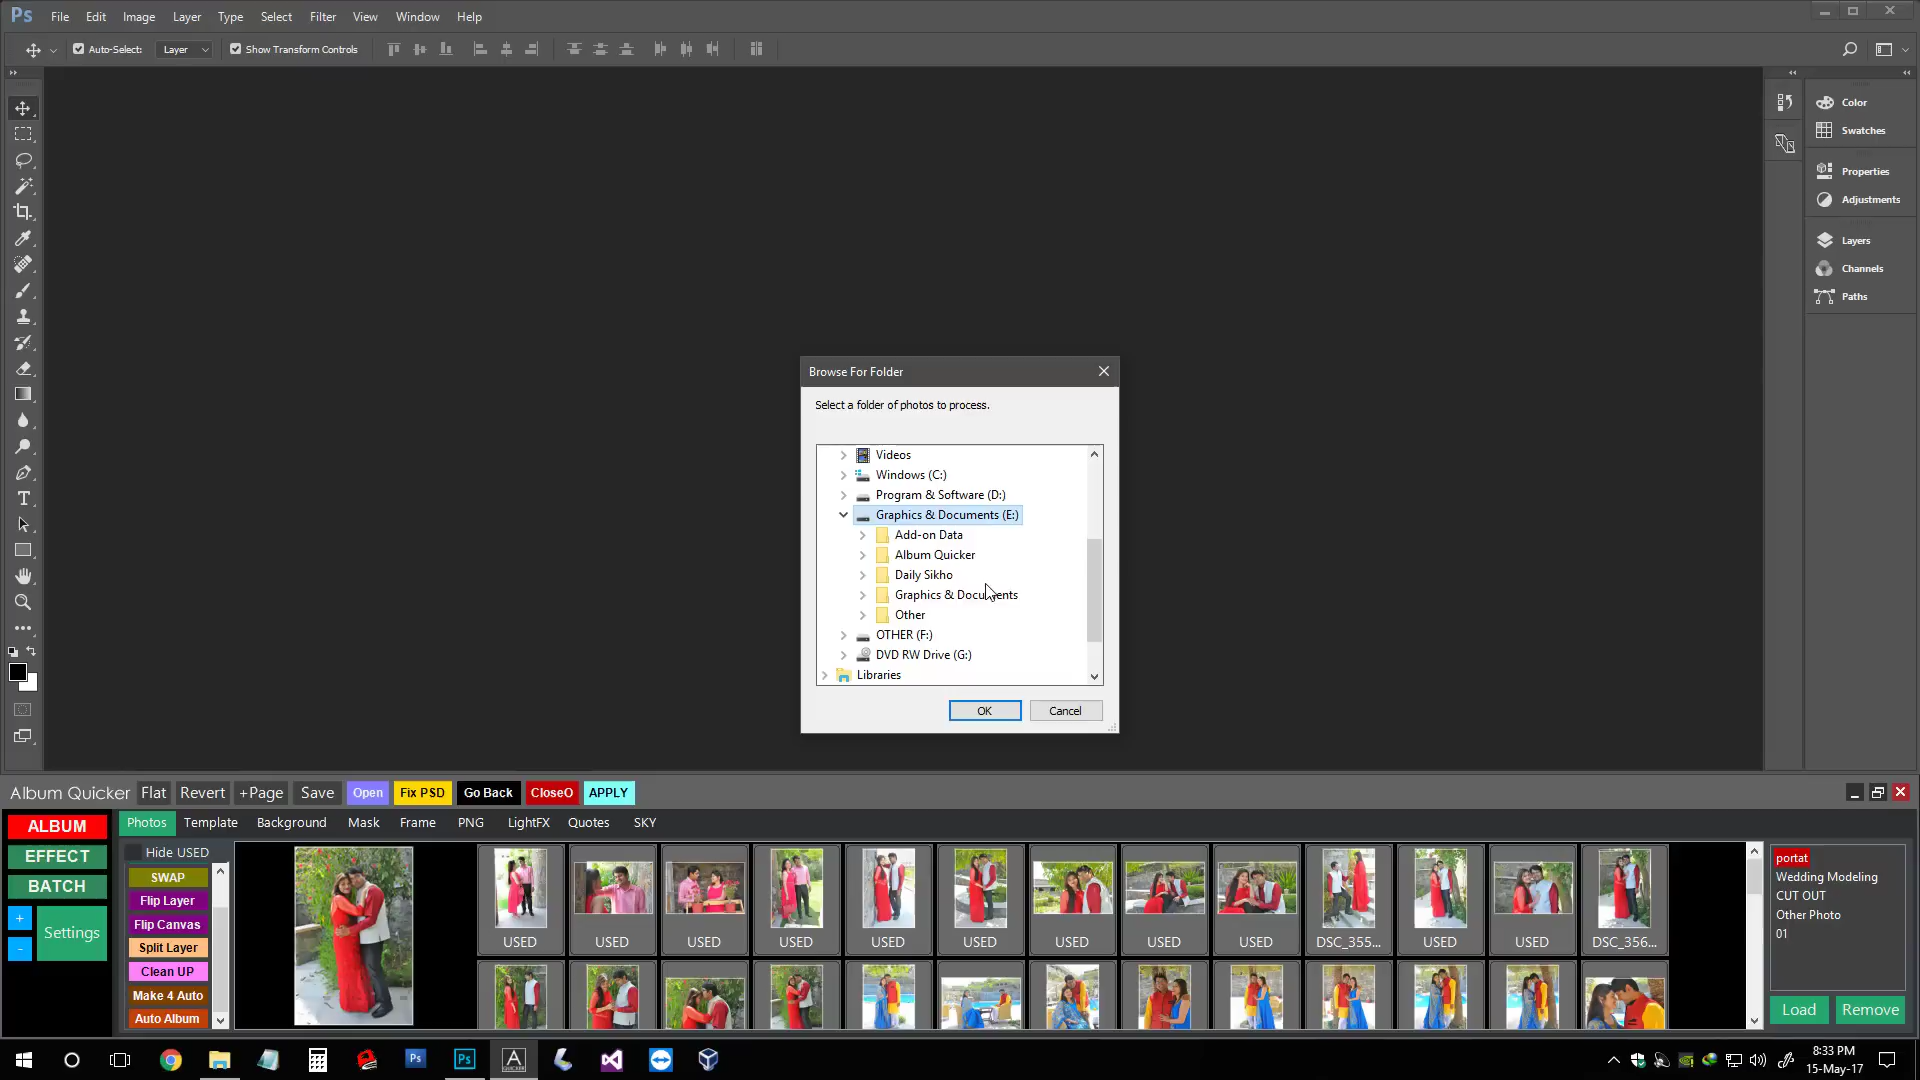 Ps File Edit Image Layer Type Select Filter View Window Help
Auto-Select: Layer Show Transform Controls
Color
Swatches
Properties
Adjustments
Layers
Channels
Paths
Browse For Folder
Select a folder of photos to process.
Videos
Windows (C:)
Program & Software (D:)
Graphics & Documents (E:)
Add-on Data
Album Quicker
Daily Sikho
Graphics & Documents
Other
OTHER (F:)
DVD RW Drive (G:)
Libraries
OK Cancel
Album Quicker Flat Revert +Page Save Open Fix PSD Go Back CloseO APPLY
ALBUM
EFFECT
BATCH
+
-
Settings
Photos Template Background Mask Frame PNG LightFX Quotes SKY
Hide USED
SWAP
Flip Layer
Flip Canvas
Split Layer
Clean UP
Make 4 Auto
Auto Album
USED USED USED USED USED USED USED USED USED DSC_355... USED USED DSC_356...
portat
Wedding Modeling
CUT OUT
Other Photo
01
Load Remove
Ps Ps A
8:33 PM
15-May-17